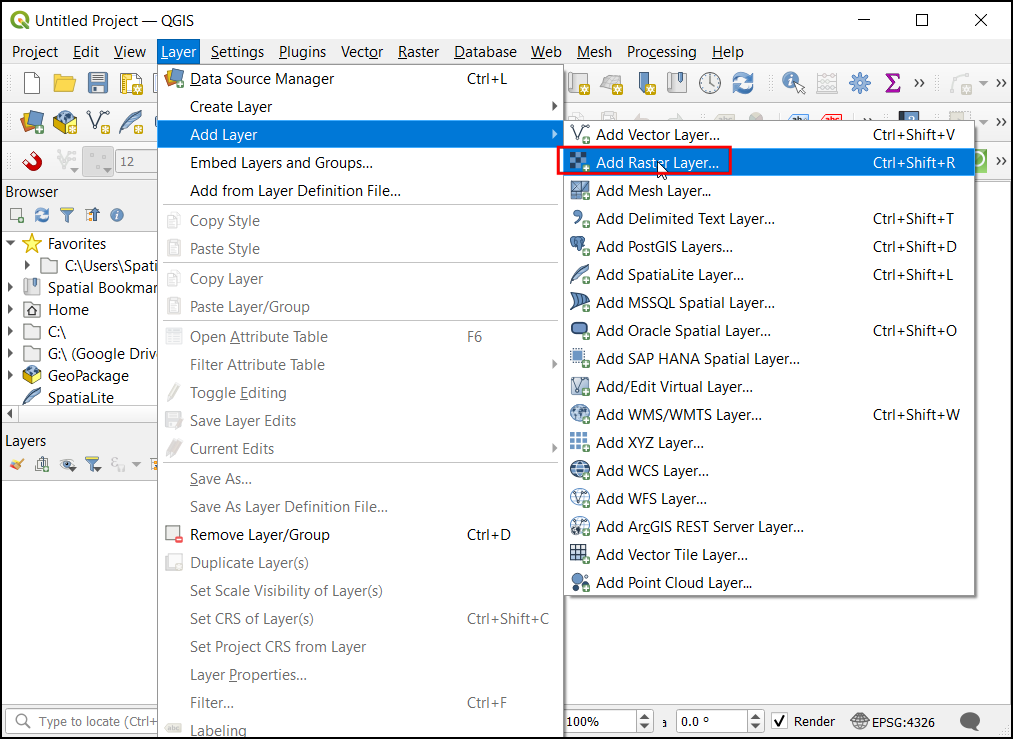 Untitled Project — QGIS
Project Edit View Layer Settings Plugins Vector Raster Database Web Mesh Processing Help
12
Browser
Favorites
C:\Users\Spati
Spatial Bookmar
Home
C:\
G:\ (Google Driv
GeoPackage
SpatiaLite
Layers
Data Source Manager Ctrl+L
Create Layer
Add Layer
Embed Layers and Groups...
Add from Layer Definition File...
Copy Style
Paste Style
Copy Layer
Paste Layer/Group
Open Attribute Table F6
Filter Attribute Table
Toggle Editing
Save Layer Edits
Current Edits
Save As...
Save As Layer Definition File...
Remove Layer/Group Ctrl+D
Duplicate Layer(s)
Set Scale Visibility of Layer(s)
Set CRS of Layer(s) Ctrl+Shift+C
Set Project CRS from Layer
Layer Properties...
Filter... Ctrl+F
Labeling
Add Vector Layer... Ctrl+Shift+V
Add Raster Layer... Ctrl+Shift+R
Add Mesh Layer...
Add Delimited Text Layer... Ctrl+Shift+T
Add PostGIS Layers... Ctrl+Shift+D
Add SpatiaLite Layer... Ctrl+Shift+L
Add MSSQL Spatial Layer...
Add Oracle Spatial Layer... Ctrl+Shift+O
Add SAP HANA Spatial Layer...
Add/Edit Virtual Layer...
Add WMS/WMTS Layer... Ctrl+Shift+W
Add XYZ Layer...
Add WCS Layer...
Add WFS Layer...
Add ArcGIS REST Server Layer...
Add Vector Tile Layer...
Add Point Cloud Layer...
Type to locate (Ctrl+ 100% 0.0 ° Render EPSG:4326